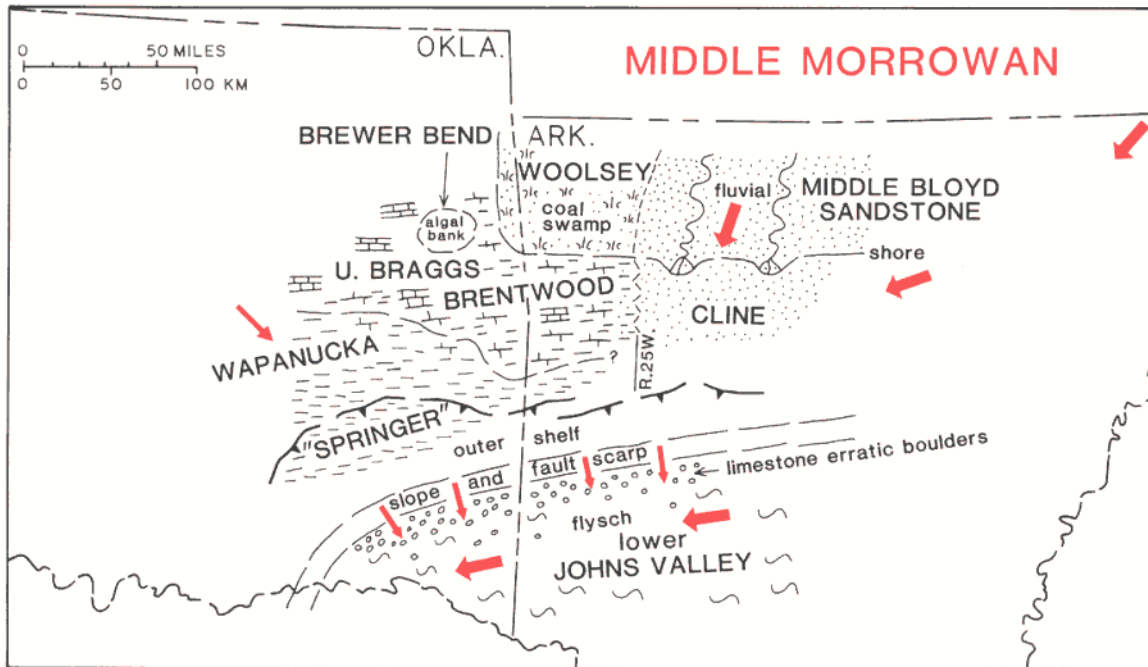 MIDDLE MORROWAN
OKLA.
0 50 MILES
0 50 100 KM
BREWER BEND
ARK.
WOOLSEY
coal
swamp
fluvial
MIDDLE BLOYD
SANDSTONE
algal
bank
shore
U. BRAGGS
BRENTWOOD
CLINE
WAPANUCKA
?
R.25W.
"SPRINGER"
outer shelf
slope and fault scarp
limestone erratic boulders
flysch
lower
JOHNS VALLEY